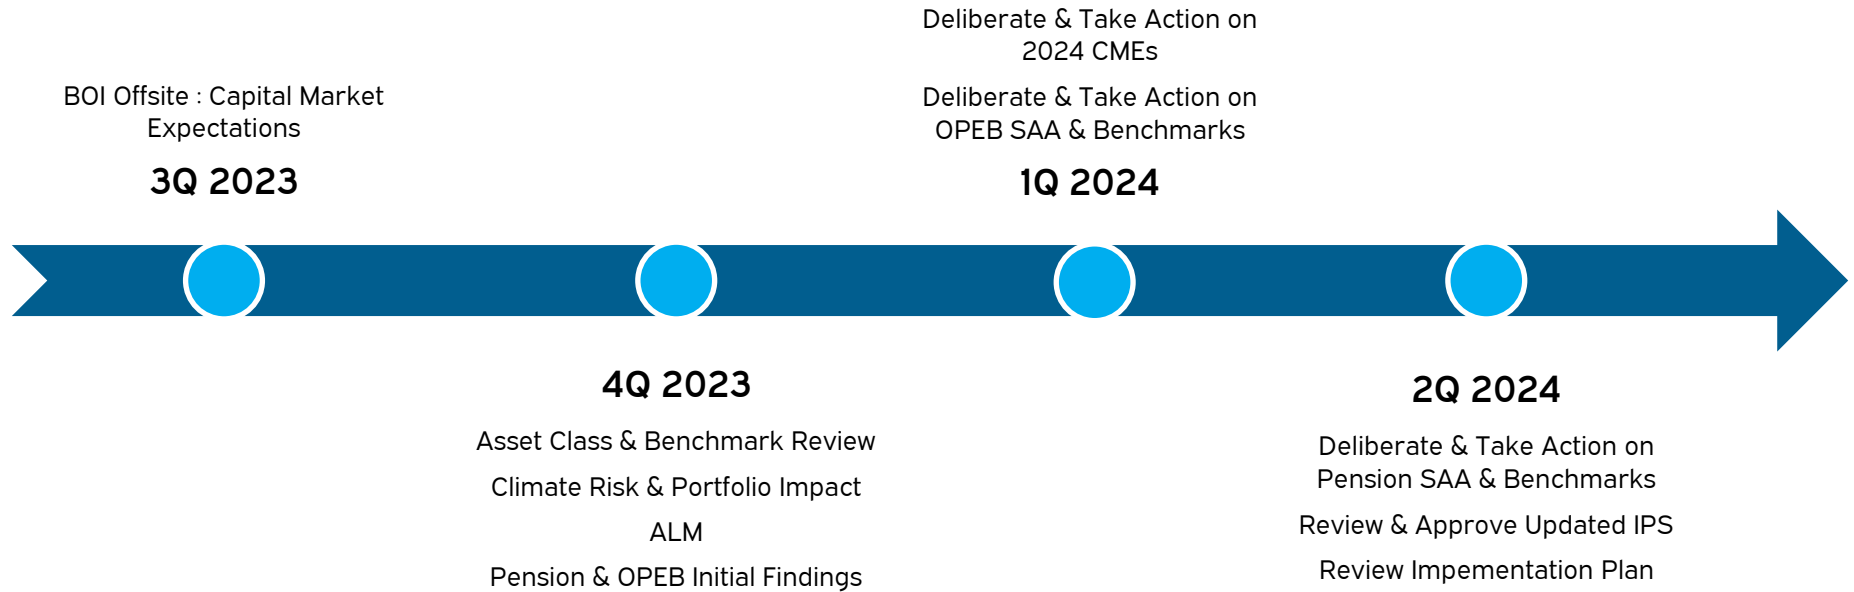 BOI Offsite : Capital Market
Expectations
3Q 2023
4Q 2023
Asset Class & Benchmark Review
Climate Risk & Portfolio Impact
ALM
Pension & OPEB Initial Findings
Deliberate & Take Action on
2024 CMEs
Deliberate & Take Action on
OPEB SAA & Benchmarks
1Q 2024
2Q 2024
Deliberate & Take Action on
Pension SAA & Benchmarks
Review & Approve Updated IPS
Review Impementation Plan